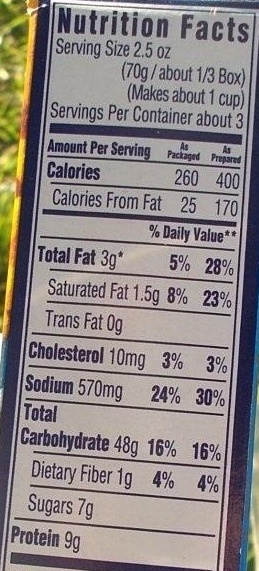 Nutrition Facts
Serving Size 2.5 oz
(70g / about 1/3 Box)
(Makes about 1 cup)
Servings Per Container about 3
Amount Per Serving As Packaged As Prepared
Calories 260 400
Calories From Fat 25 170
% Daily Value**
Total Fat 3g* 5% 28%
Saturated Fat 1.5g 8% 23%
Trans Fat 0g
Cholesterol 10mg 3% 3%
Sodium 570mg 24% 30%
Total
Carbohydrate 48g 16% 16%
Dietary Fiber 1g 4% 4%
Sugars 7g
Protein 9g